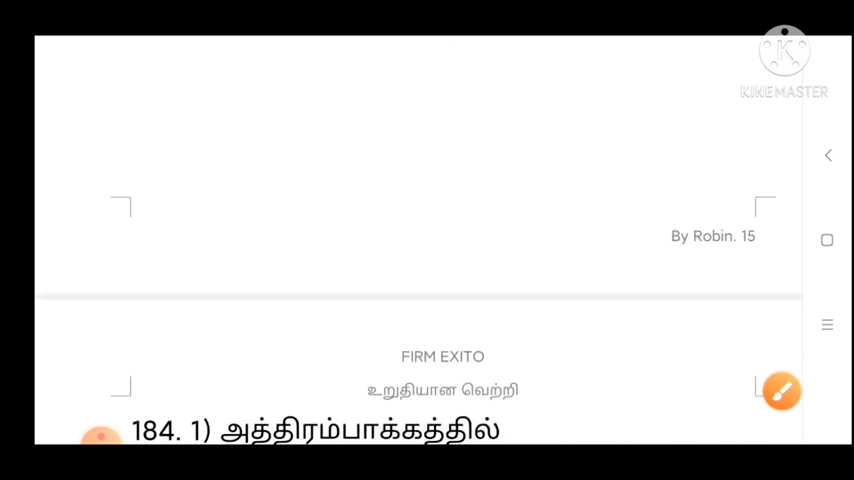 KINEMASTER
By Robin. 15
FIRM EXITO
உறுதியான வெற்றி
184. 1) அத்திரம்பாக்கத்தில்